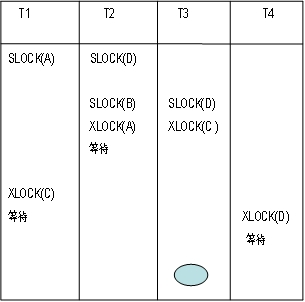 T1 T2 T3 T4
SLOCK(A) SLOCK(D)
SLOCK(B) SLOCK(D)
XLOCK(A) XLOCK(C )
等待
XLOCK(C)
等待 XLOCK(D)
等待